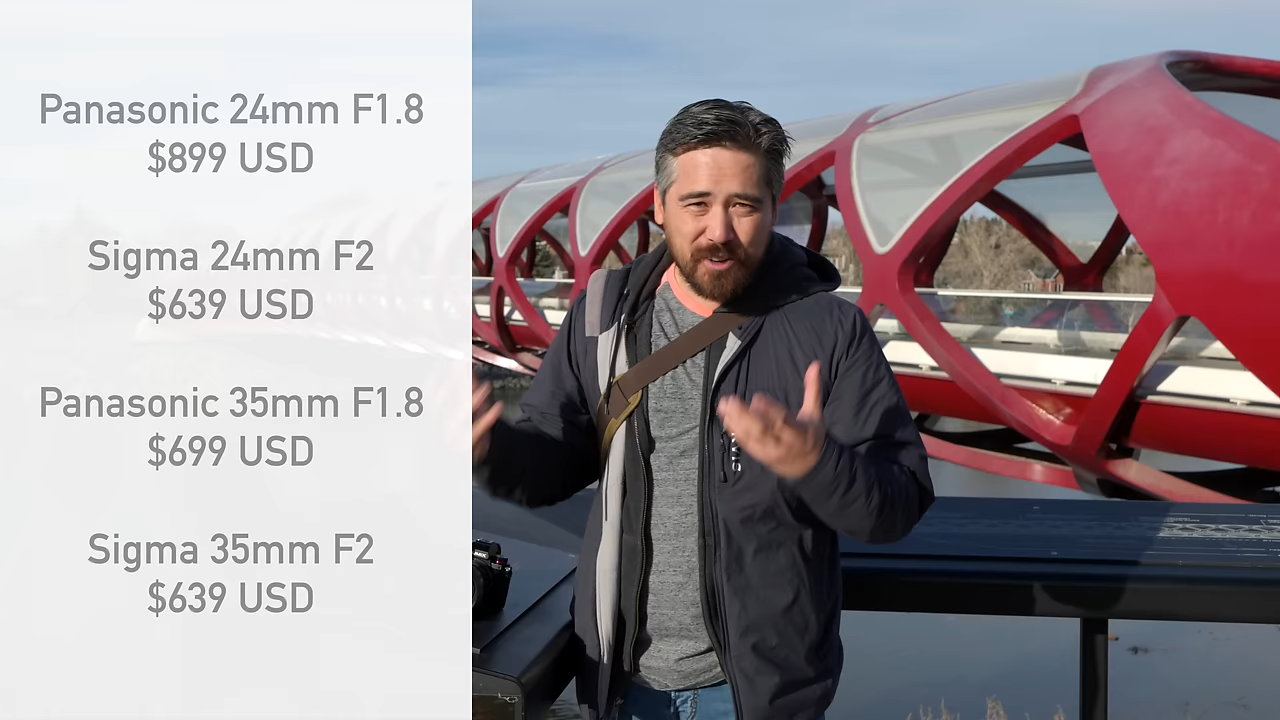 Panasonic 24mm F1.8
$899 USD
Sigma 24mm F2
$639 USD
Panasonic 35mm F1.8
$699 USD
Sigma 35mm F2
$639 USD